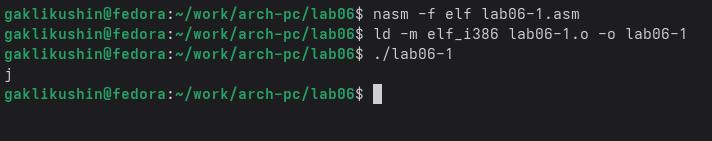 gaklikushin@fedora:~/work/arch-pc/lab06$ nasm -f elf lab06-1.asm
gaklikushin@fedora:~/work/arch-pc/lab06$ ld -m elf_i386 lab06-1.o -o lab06-1
gaklikushin@fedora:~/work/arch-pc/lab06$ ./lab06-1
j
gaklikushin@fedora:~/work/arch-pc/lab06$